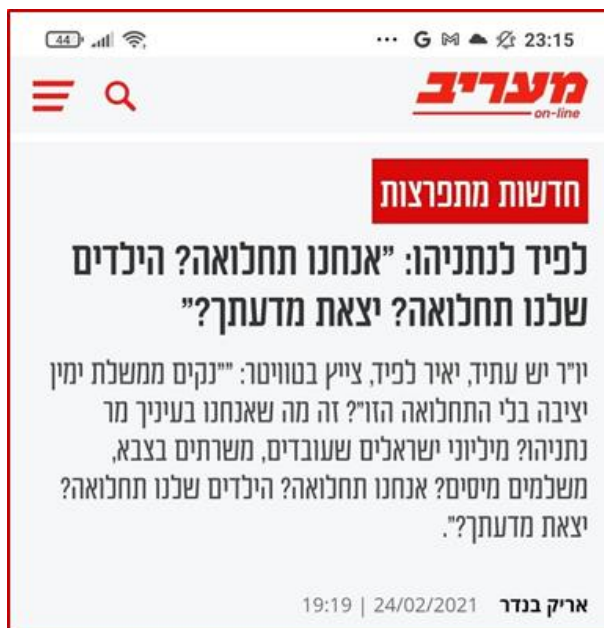 44 ... G M 23:15
מעריב
on-line
חדשות מתפרצות
לפיד לנתניהו: "אנחנו תחלואה? הילדים
שלנו תחלואה? יצאת מדעתך?"
יו"ר יש עתיד, יאיר לפיד, צייץ בטוויטר: ""נקים ממשלת ימין
יציבה בלי התחלואה הזו"? זה מה שאנחנו בעיניך מר
נתניהו? מיליוני ישראלים שעובדים, משרתים בצבא,
משלמים מיסים? אנחנו תחלואה? הילדים שלנו תחלואה?
יצאת מדעתך?".
אריק בנדר 24/02/2021 | 19:19